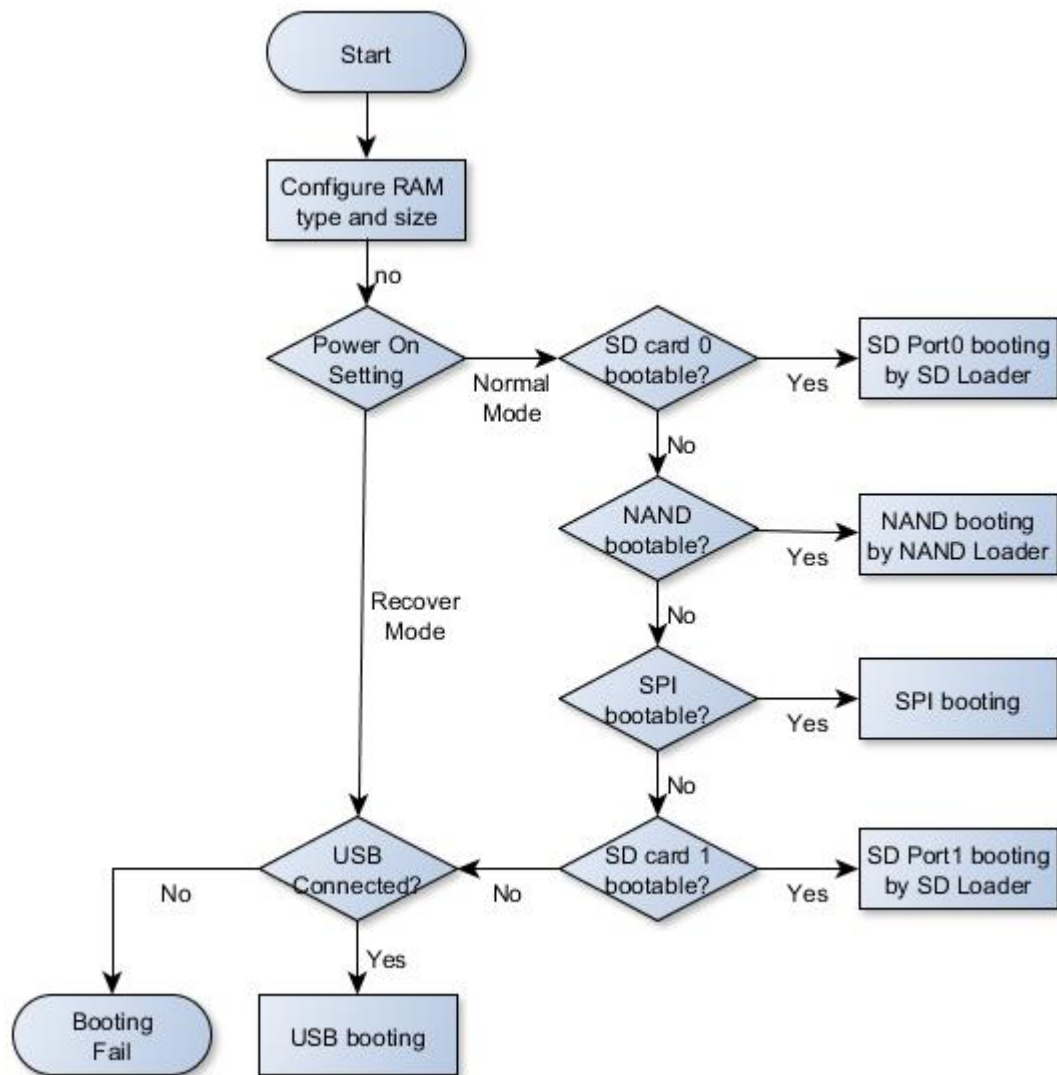 Start
Configure RAM
type and size
no
Power On
Setting
Normal
Mode
SD card 0
bootable?
Yes
SD Port0 booting
by SD Loader
No
NAND
bootable?
Yes
NAND booting
by NAND Loader
No
Recover
Mode
SPI
bootable?
Yes
SPI booting
No
USB
Connected?
No
SD card 1
bootable?
Yes
SD Port1 booting
by SD Loader
No
Yes
Booting
Fail
USB booting